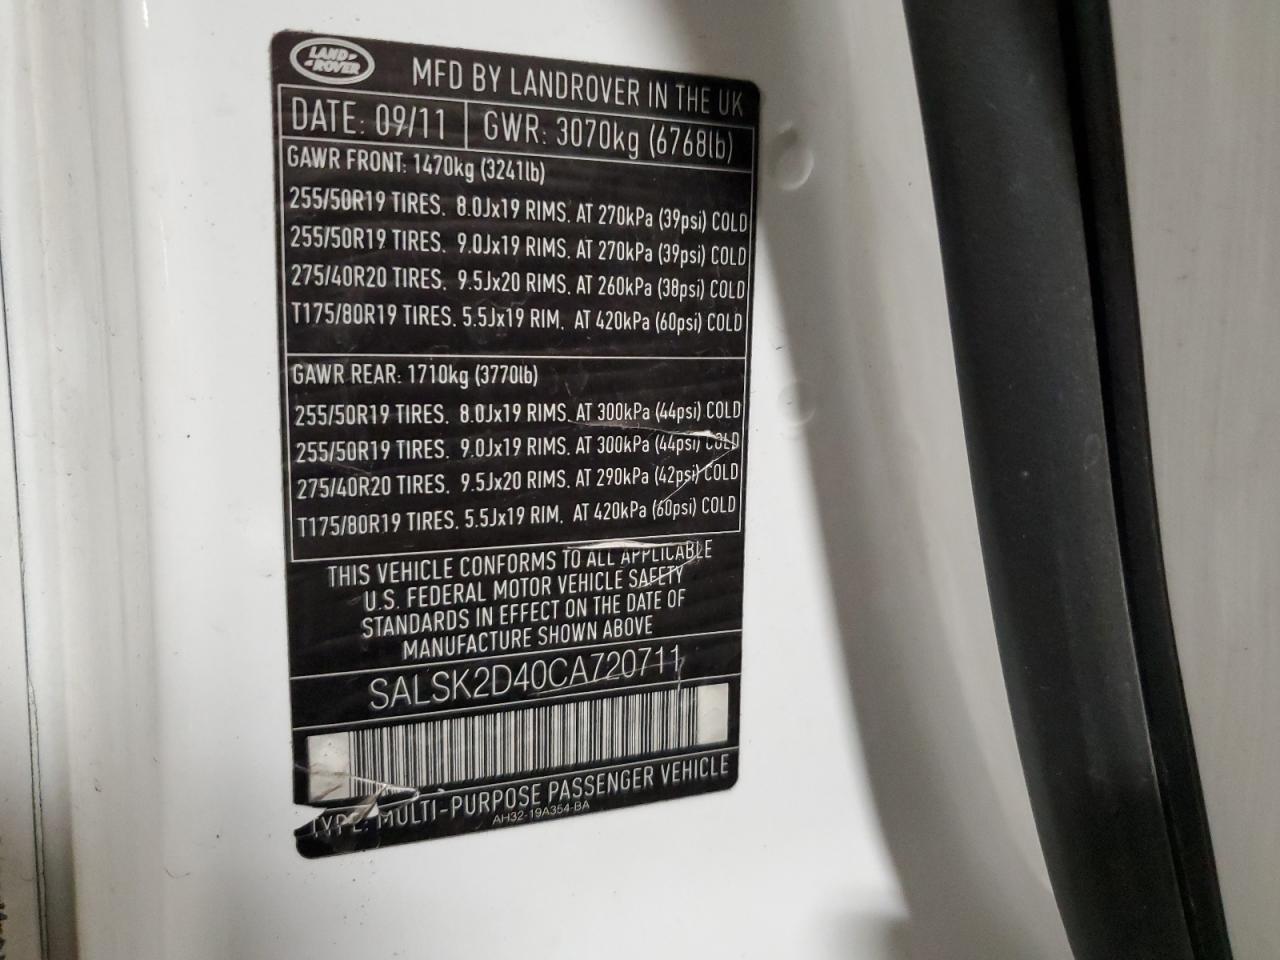 LAND-
-ROVER
MFD BY LANDROVER IN THE UK
DATE: 09/11 GWR: 3070kg (6768lb)
GAWR FRONT: 1470kg (3241lb)
255/50R19 TIRES. 8.0Jx19 RIMS. AT 270kPa (39psi) COLD
255/50R19 TIRES. 9.0Jx19 RIMS. AT 270kPa (39psi) COLD
275/40R20 TIRES. 9.5Jx20 RIMS. AT 260kPa (38psi) COLD
T175/80R19 TIRES. 5.5Jx19 RIM. AT 420kPa (60psi) COLD
GAWR REAR: 1710kg (3770lb)
255/50R19 TIRES. 8.0Jx19 RIMS. AT 300kPa (44psi) COLD
255/50R19 TIRES. 9.0Jx19 RIMS. AT 300kPa (44psi) COLD
275/40R20 TIRES. 9.5Jx20 RIMS. AT 290kPa (42psi) COLD
T175/80R19 TIRES. 5.5Jx19 RIM. AT 420kPa (60psi) COLD
THIS VEHICLE CONFORMS TO ALL APPLICABLE
U.S. FEDERAL MOTOR VEHICLE SAFETY
STANDARDS IN EFFECT ON THE DATE OF
MANUFACTURE SHOWN ABOVE
SALSK2D40CA720711
TYPE: MULTI-PURPOSE PASSENGER VEHICLE
AH32-19A354-BA